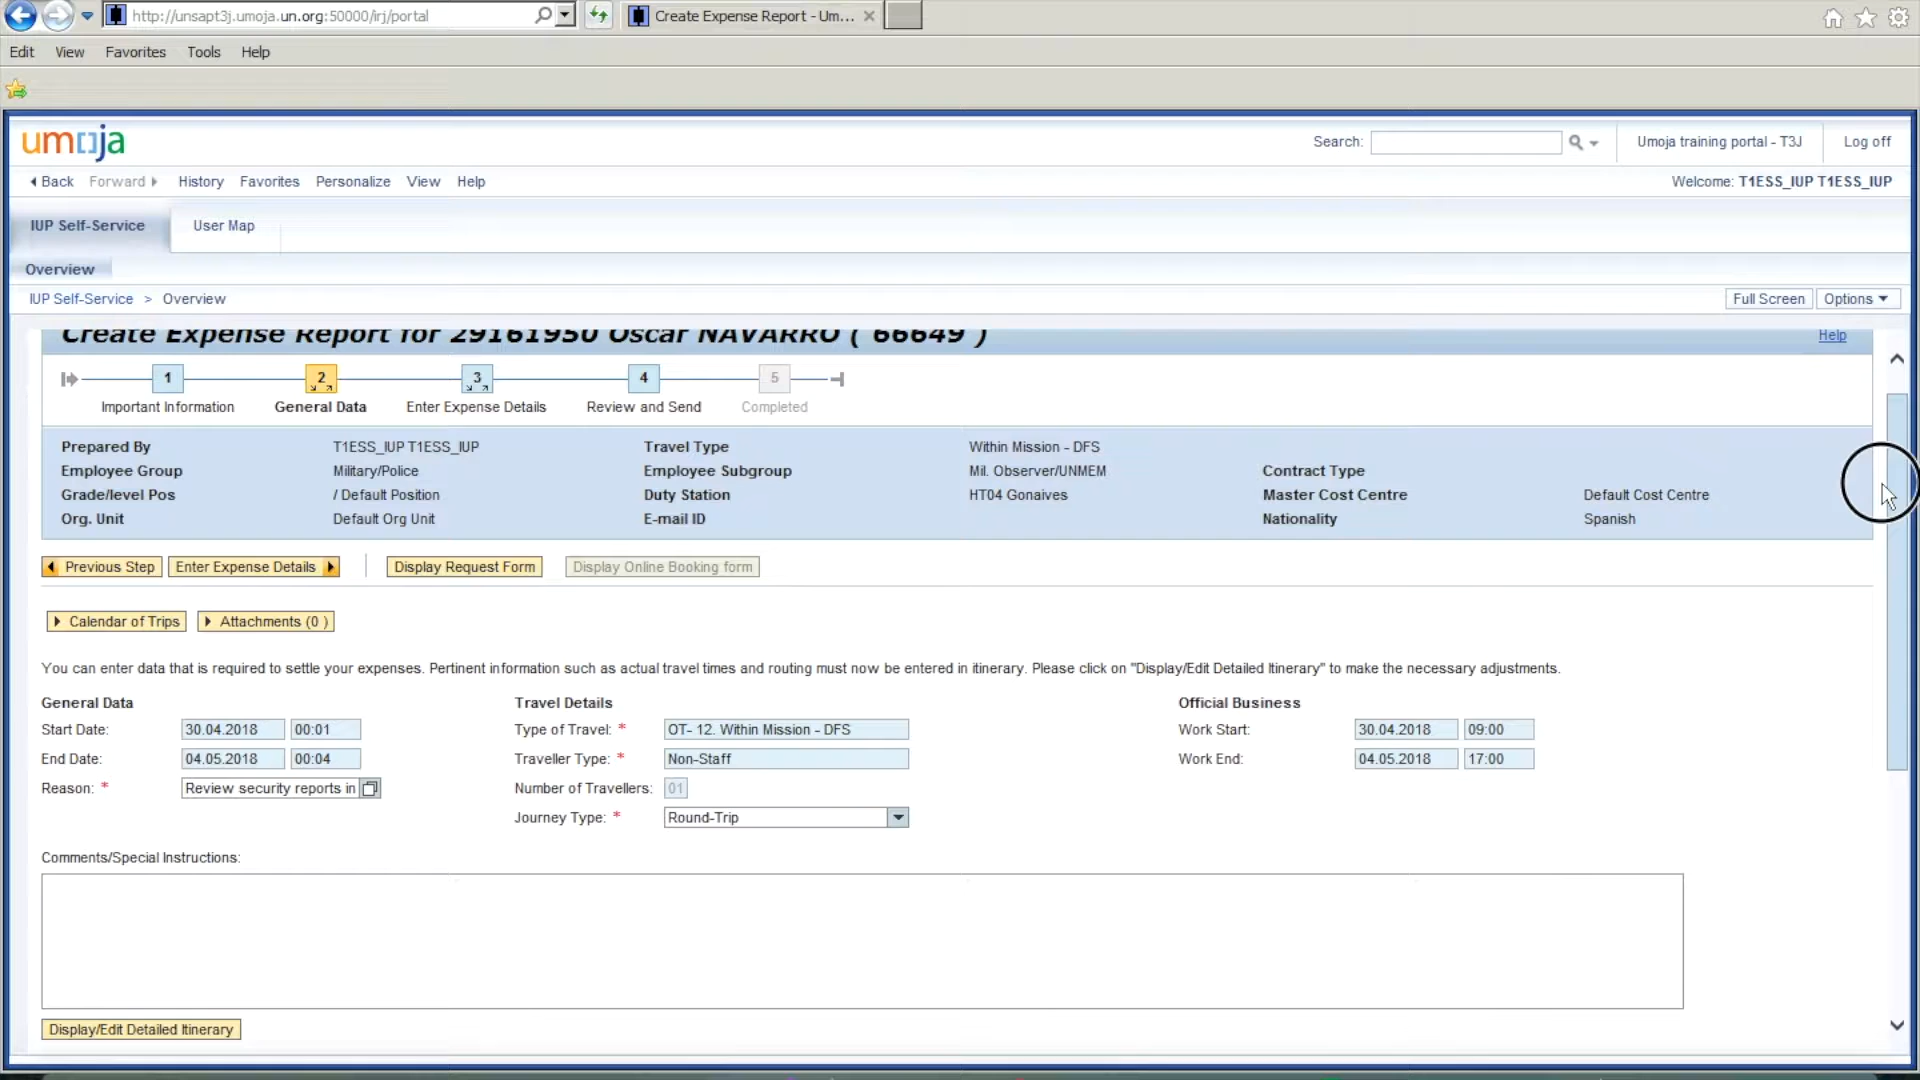 http://unsapt3j.umoja.un.org:50000/irj/portal
Create Expense Report - Um...
Edit View Favorites Tools Help
umoja
Search:
Umoja training portal - T3J
Log off
Back Forward History Favorites Personalize View Help
Welcome: T1ESS_IUP T1ESS_IUP
IUP Self-Service User Map
Overview
IUP Self-Service > Overview
Full Screen Options
Create Expense Report for 29161950 Oscar NAVARRO ( 66649 )
Help
1 2 3 4 5
Important Information General Data Enter Expense Details Review and Send Completed
Prepared By T1ESS_IUP T1ESS_IUP Travel Type Within Mission - DFS
Employee Group Military/Police Employee Subgroup Mil. Observer/UNMEM Contract Type
Grade/level Pos / Default Position Duty Station HT04 Gonaives Master Cost Centre Default Cost Centre
Org. Unit Default Org Unit E-mail ID Nationality Spanish
Previous Step Enter Expense Details Display Request Form Display Online Booking form
Calendar of Trips Attachments (0 )
You can enter data that is required to settle your expenses. Pertinent information such as actual travel times and routing must now be entered in itinerary. Please click on "Display/Edit Detailed Itinerary" to make the necessary adjustments.
General Data Travel Details Official Business
Start Date: 30.04.2018 00:01 Type of Travel: * OT- 12. Within Mission - DFS Work Start: 30.04.2018 09:00
End Date: 04.05.2018 00:04 Traveller Type: * Non-Staff Work End: 04.05.2018 17:00
Reason: * Review security reports in Number of Travellers: 01
Journey Type: * Round-Trip
Comments/Special Instructions:
Display/Edit Detailed Itinerary